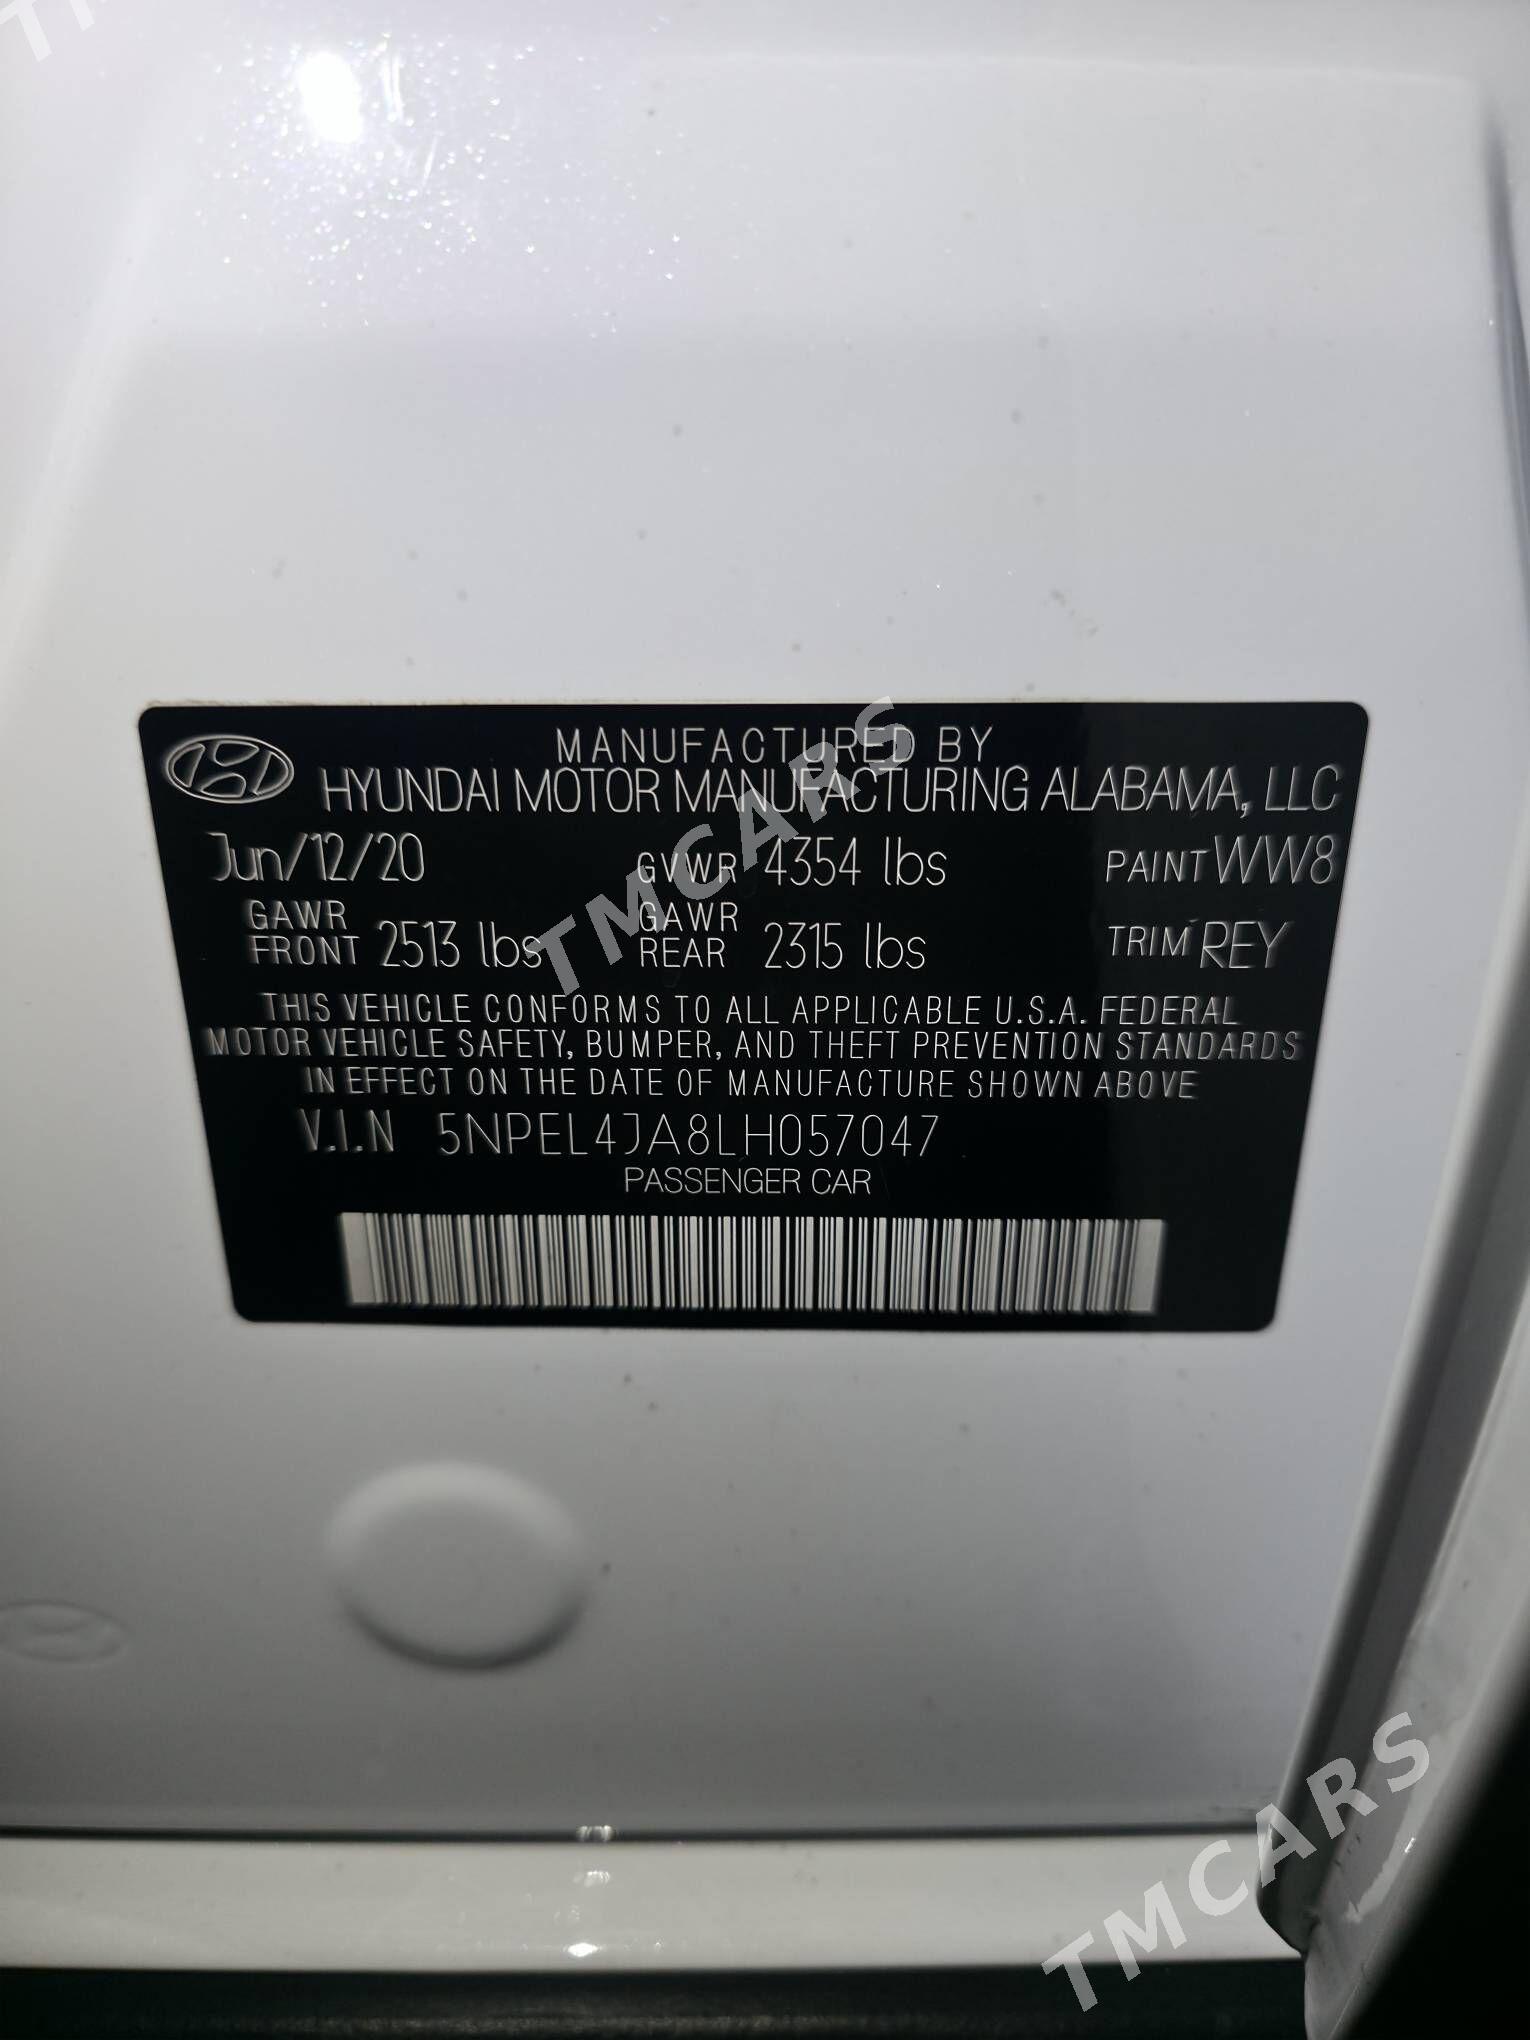 MANUFACTURED BY
HYUNDAI MOTOR MANUFACTURING ALABAMA, LLC
Jun/12/20 GVWR 4354 lbs PAINT WW8
GAWR FRONT 2513 lbs GAWR REAR 2315 lbs TRIM REY
THIS VEHICLE CONFORMS TO ALL APPLICABLE U.S.A. FEDERAL
MOTOR VEHICLE SAFETY, BUMPER, AND THEFT PREVENTION STANDARDS
IN EFFECT ON THE DATE OF MANUFACTURE SHOWN ABOVE
V.I.N 5NPEL4JA8LH057047
PASSENGER CAR
TMCARS
TMCARS